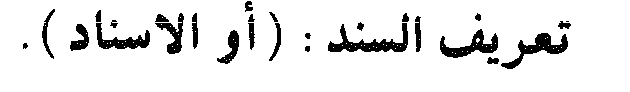 تعريف السند : ( أو الاسناد ) .